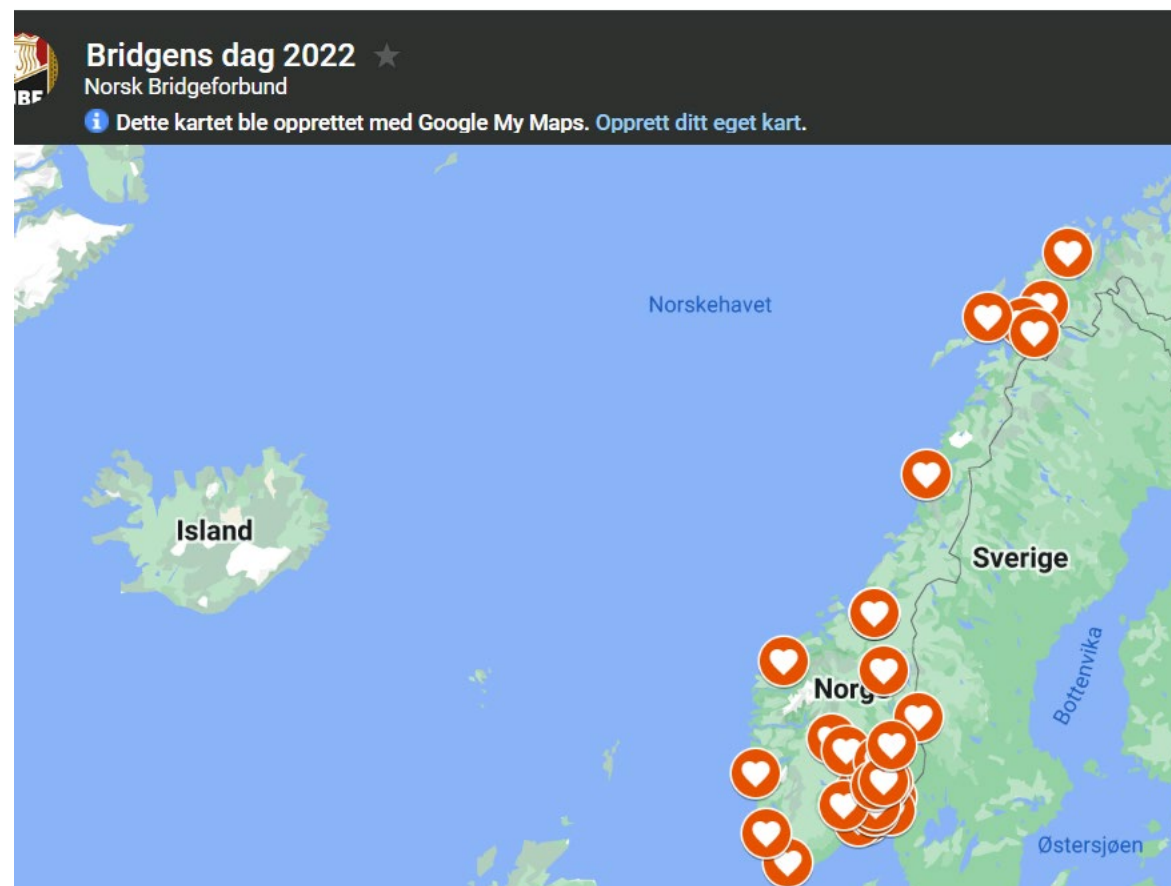 Bridgens dag 2022
Norsk Bridgeforbund
Dette kartet ble opprettet med Google My Maps. Opprett ditt eget kart.
Norskehavet
Island
Sverige
Bottenvika
Østersjøen